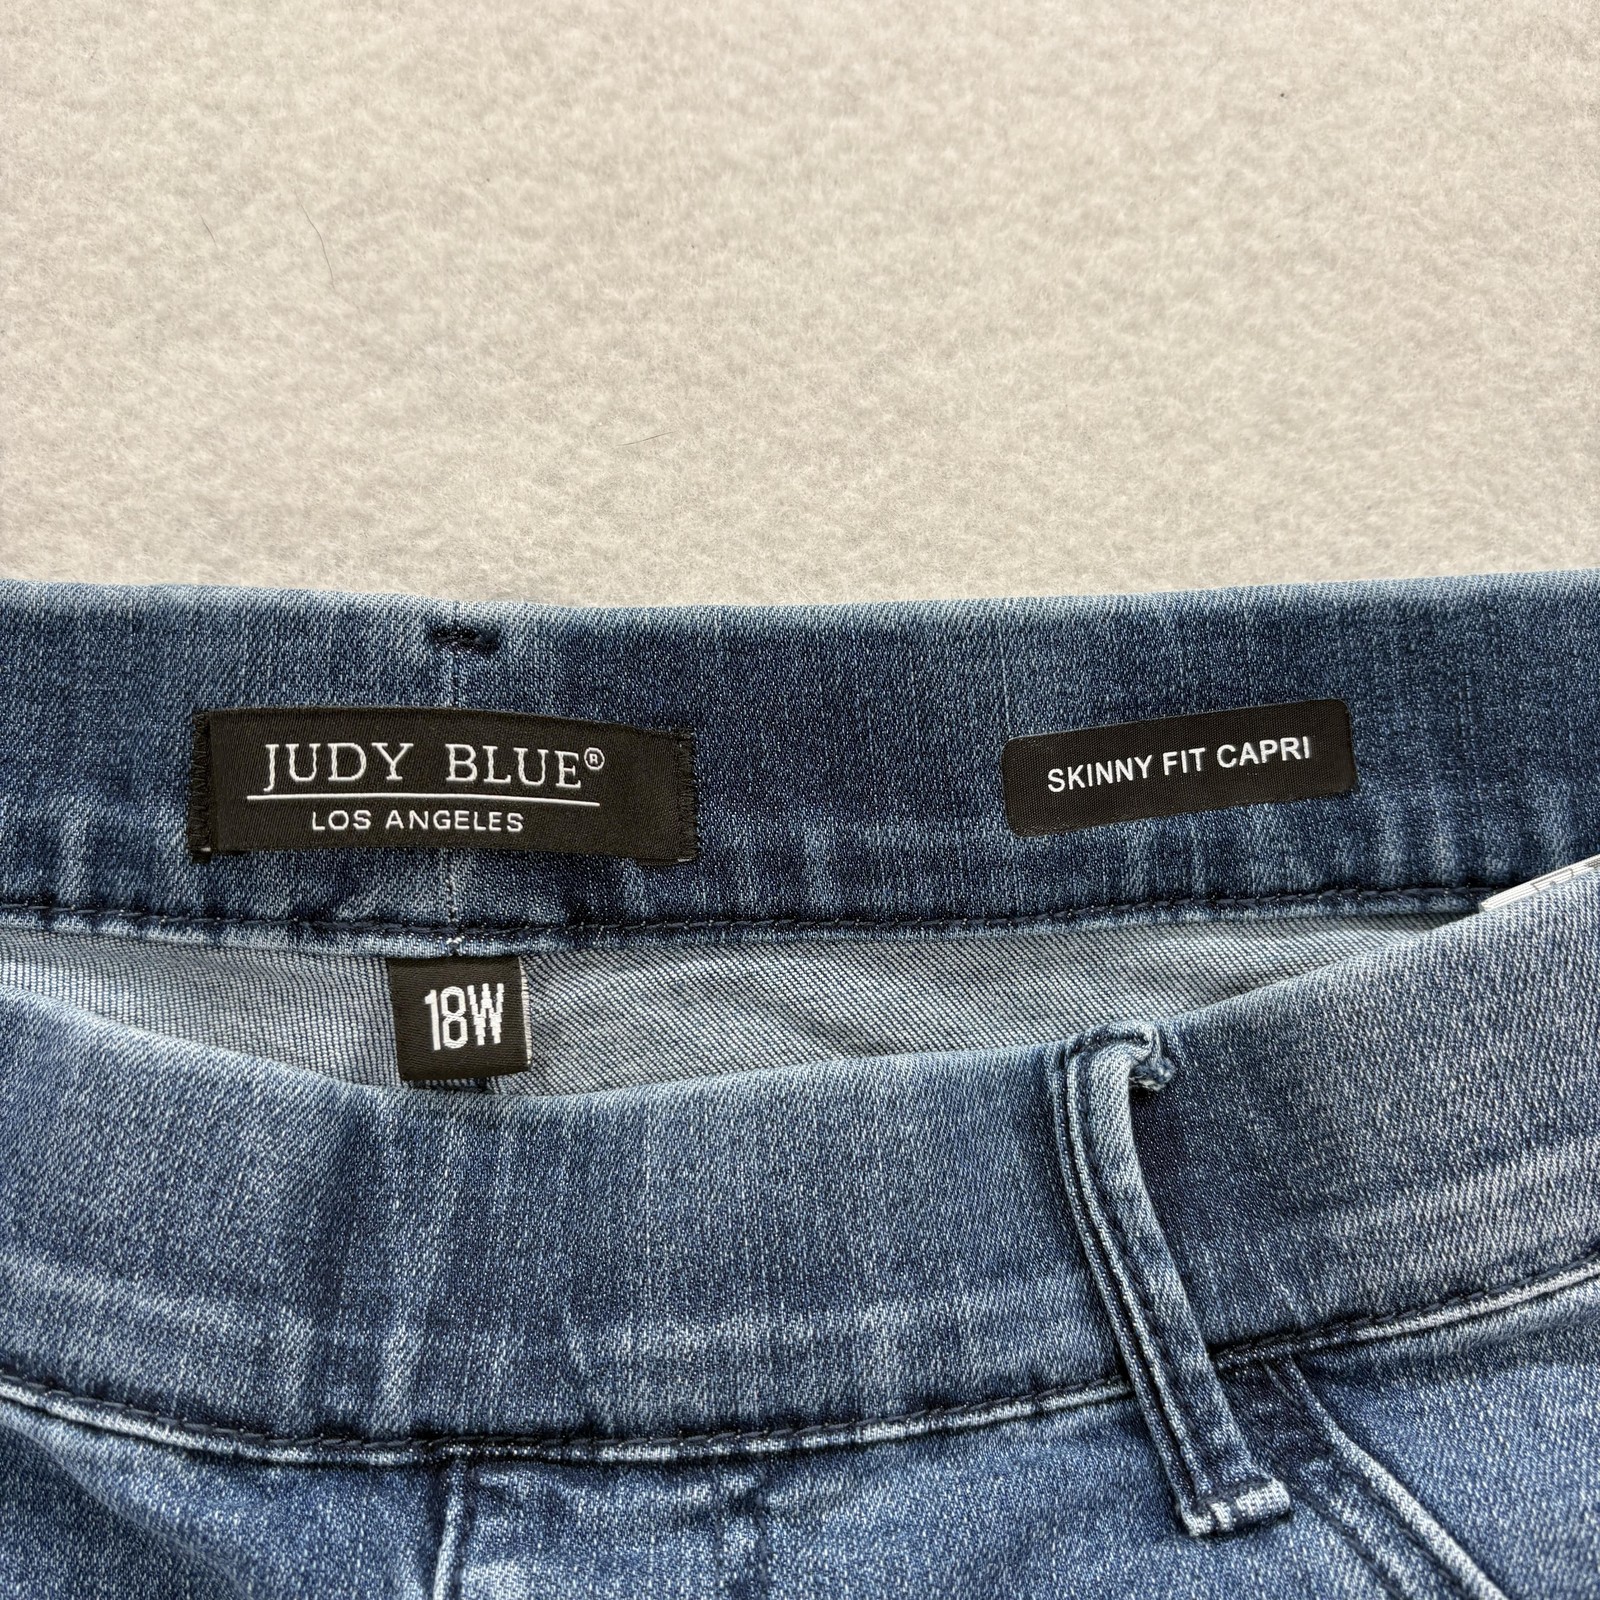 JUDY BLUE®
LOS ANGELES
SKINNY FIT CAPRI
18W